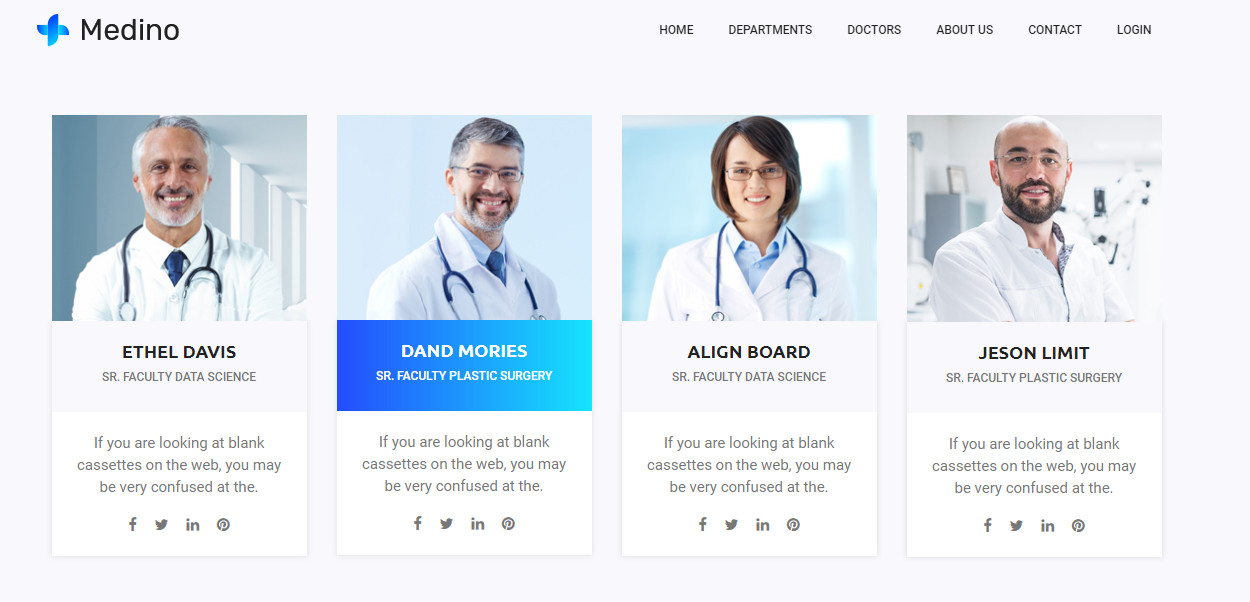 Medino
HOME DEPARTMENTS DOCTORS ABOUT US CONTACT LOGIN
ETHEL DAVIS
SR. FACULTY DATA SCIENCE
If you are looking at blank
cassettes on the web, you may
be very confused at the.
DAND MORIES
SR. FACULTY PLASTIC SURGERY
If you are looking at blank
cassettes on the web, you may
be very confused at the.
ALIGN BOARD
SR. FACULTY DATA SCIENCE
If you are looking at blank
cassettes on the web, you may
be very confused at the.
JESON LIMIT
SR. FACULTY PLASTIC SURGERY
If you are looking at blank
cassettes on the web, you may
be very confused at the.